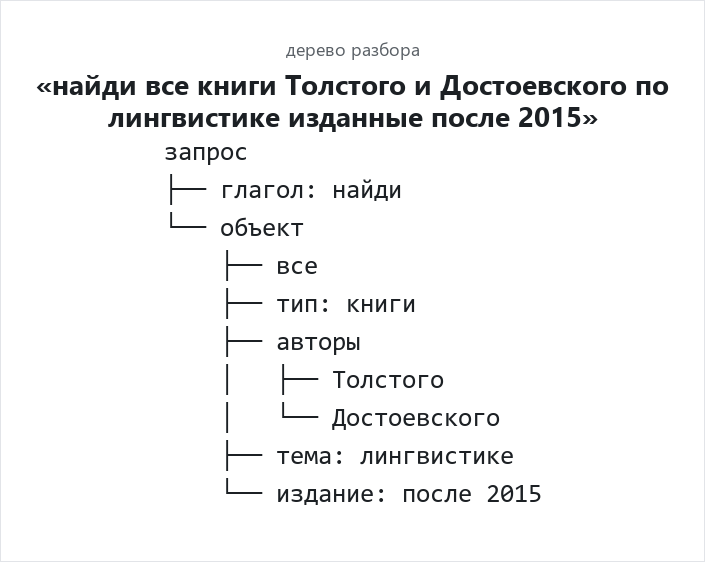 дерево разбора
«найди все книги Толстого и Достоевского по
лингвистике изданные после 2015»
запрос
├── глагол: найди
└── объект
    ├── все
    ├── тип: книги
    ├── авторы
    │   ├── Толстого
    │   └── Достоевского
    ├── тема: лингвистике
    └── издание: после 2015